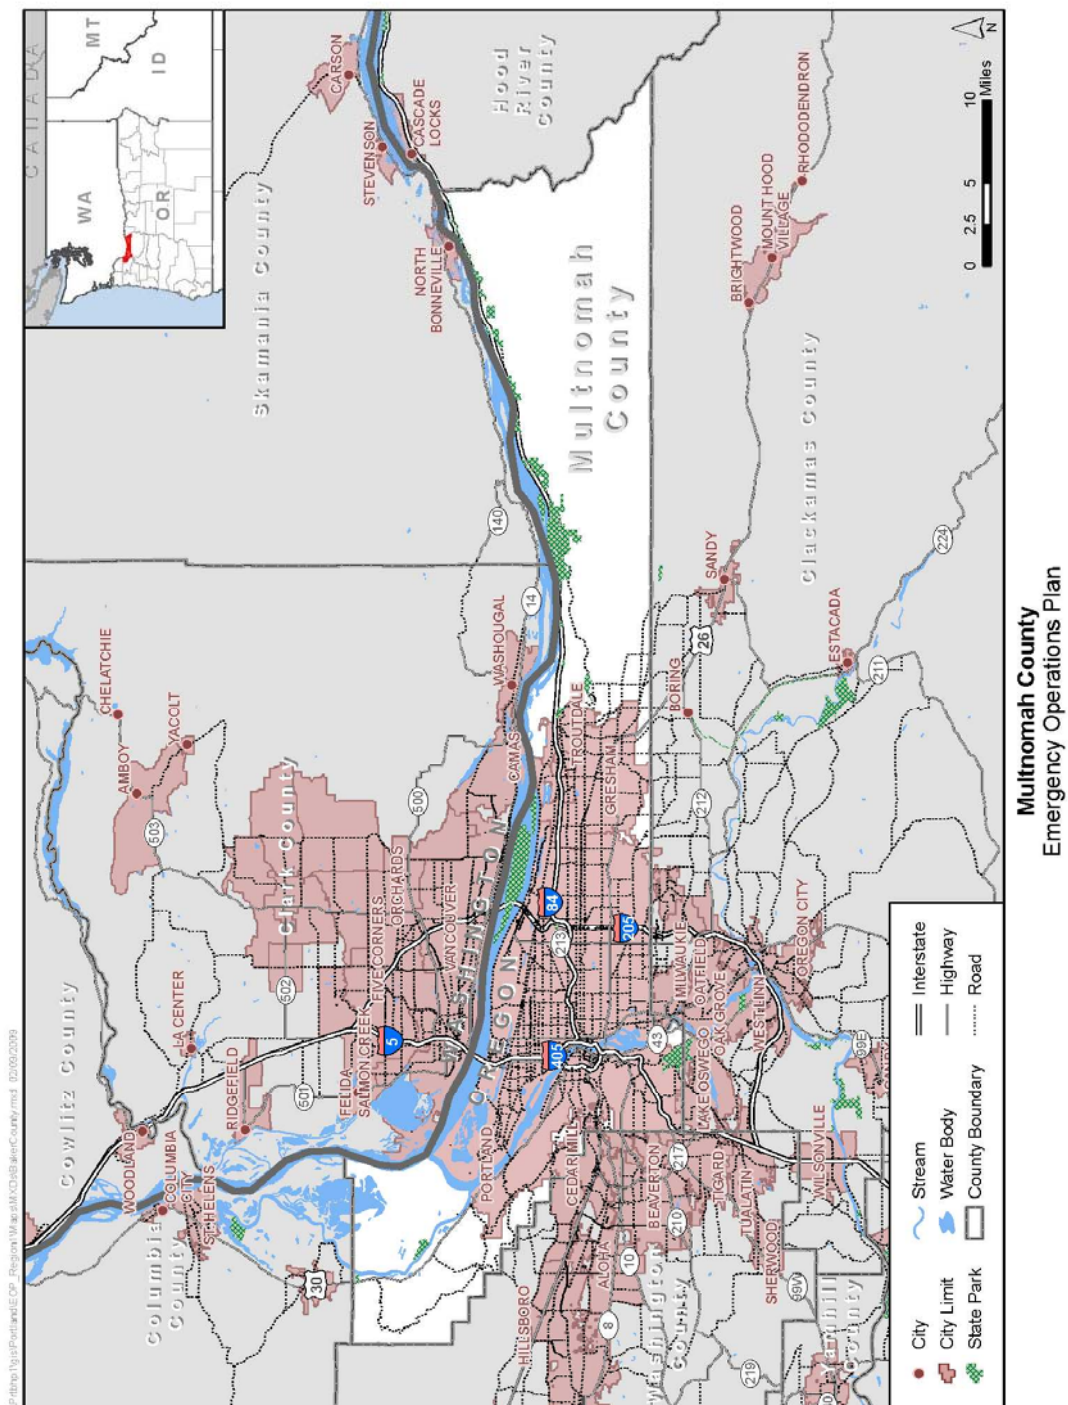 CANADA
WA
MT
ID
OR
Cowlitz County
Skamania County
Hood
River
County
Columbia
County
Clark County
Multnomah
County
Washington
County
Clackamas County
Yamhill
County
WASHINGTON
OREGON
CHELATCHIE
AMBOY
YACOLT
WOODLAND
LA CENTER
RIDGEFIELD
COLUMBIA
CITY
ST HELENS
FELIDA
SALMON CREEK
FIVE CORNERS
ORCHARDS
VANCOUVER
CAMAS
WASHOUGAL
NORTH
BONNEVILLE
STEVENSON
CARSON
CASCADE
LOCKS
PORTLAND
CEDAR MILL
HILLSBORO
ALOHA
BEAVERTON
TIGARD
TUALATIN
SHERWOOD
WILSONVILLE
LAKE OSWEGO
OAK GROVE
OATFIELD
MILWAUKIE
WEST LINN
OREGON CITY
TROUTDALE
GRESHAM
BORING
SANDY
ESTACADA
BRIGHTWOOD
MOUNT HOOD
VILLAGE
RHODODENDRON
503
502
501
500
140
14
5
30
405
84
205
213
43
26
212
224
211
217
210
10
8
219
99W
99E
0 2.5 5 10
Miles
N
City
City Limit
State Park
Stream
Water Body
County Boundary
Interstate
Highway
Road
Multnomah County
Emergency Operations Plan